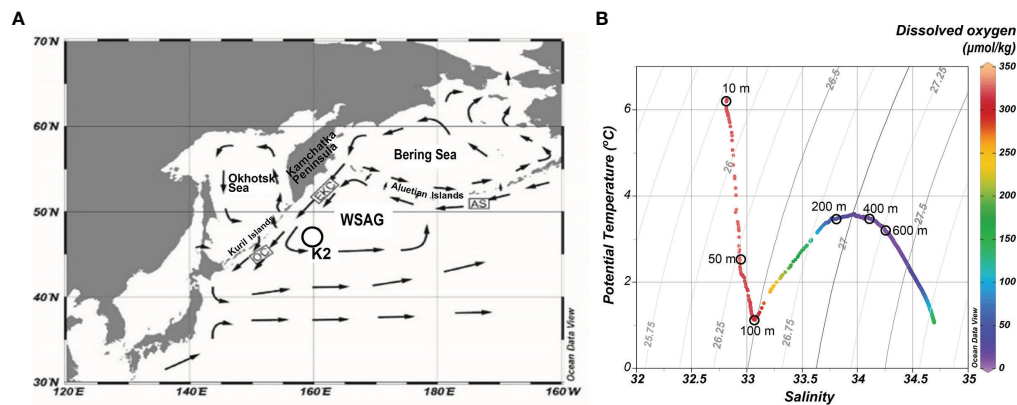 A
70°N
60°N
50°N
40°N
30°N
120°E
140°E
160°E
180°E
160°W
Okhotsk
Sea
Kamchatka
Peninsula
Bering Sea
Aluetian Islands
Kuril Islands
EKC
AS
OC
WSAG
K2
Ocean Data View
B
Dissolved oxygen
(µmol/kg)
350
300
250
200
150
100
50
0
Ocean Data View
Potential Temperature (°C)
6
4
2
0
32
32.5
33
33.5
34
34.5
35
Salinity
10 m
50 m
100 m
200 m
400 m
600 m
25.75
26
26.25
26.5
26.75
27
27.25
27.5